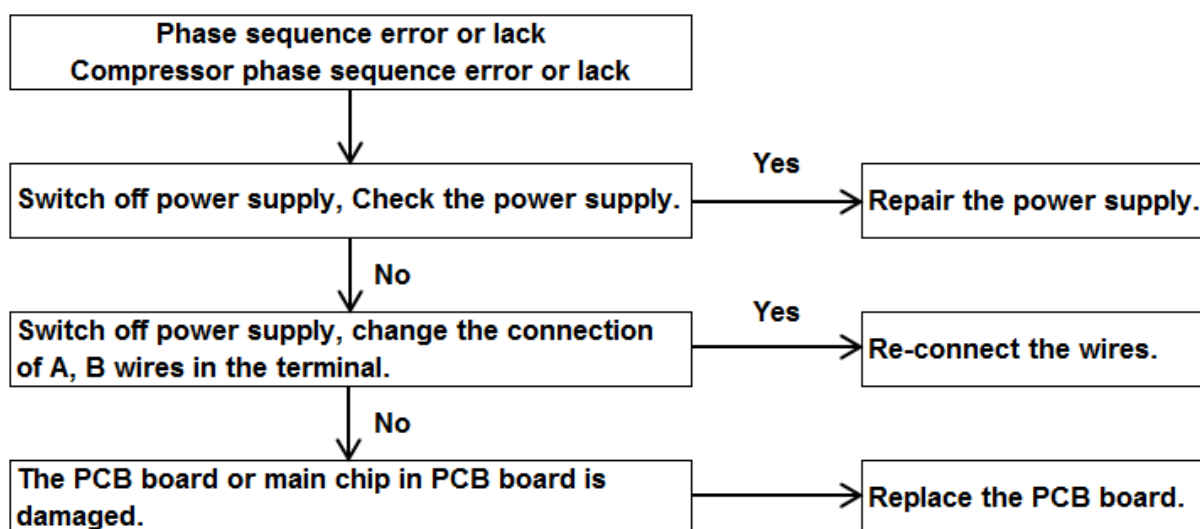 Phase sequence error or lack
Compressor phase sequence error or lack
Yes
Switch off power supply, Check the power supply.
Repair the power supply.
No
Yes
Switch off power supply, change the connection
of A, B wires in the terminal.
Re-connect the wires.
No
The PCB board or main chip in PCB board is
damaged.
Replace the PCB board.